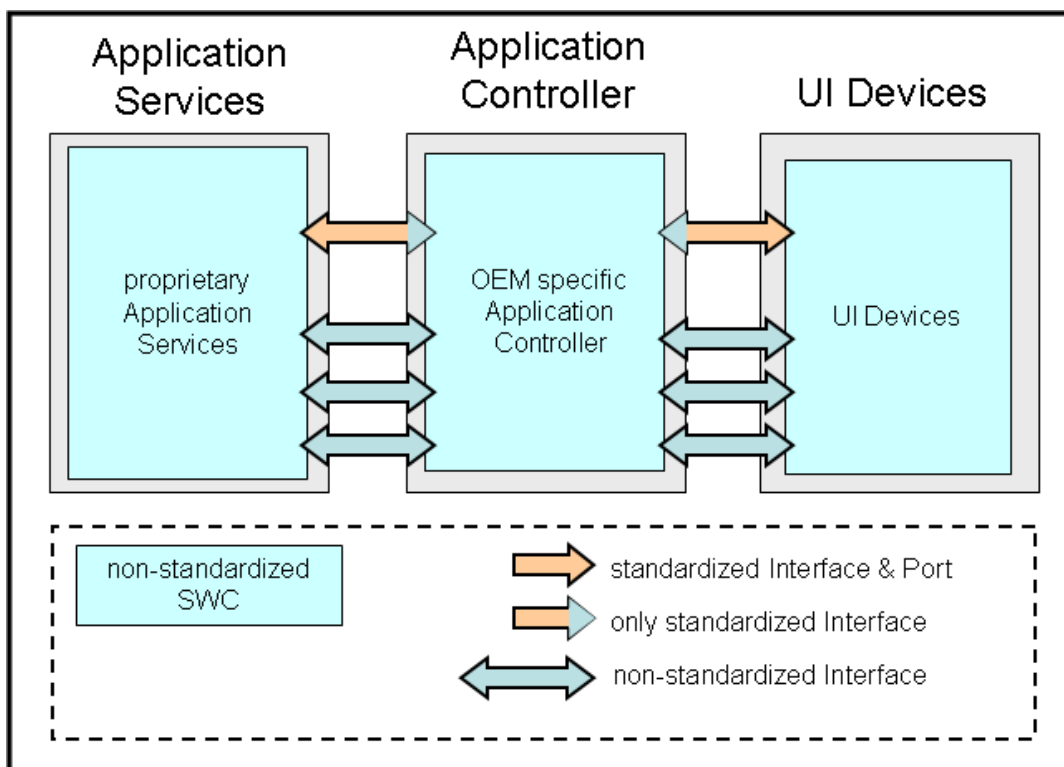 Application
Services
Application
Controller
UI Devices
proprietary
Application
Services
OEM specific
Application
Controller
UI Devices
non-standardized
SWC
standardized Interface & Port
only standardized Interface
non-standardized Interface